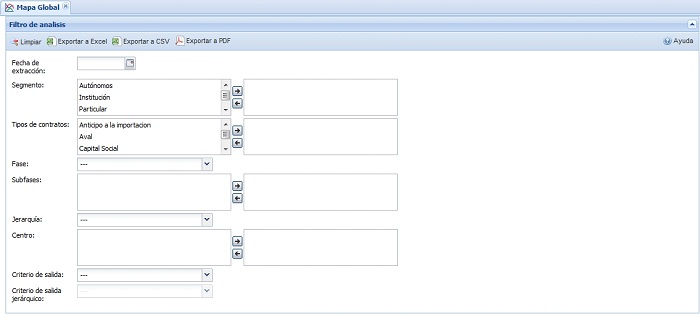 Mapa Global
Filtro de analisis
Limpiar Exportar a Excel Exportar a CSV Exportar a PDF Ayuda
Fecha de
extracción:
Segmento:
Autónomos
Institución
Particular
Tipos de contratos:
Anticipo a la importacion
Aval
Capital Social
Fase: ---
Subfases:
Jerarquía: ---
Centro:
Criterio de salida: ---
Criterio de salida
jerárquico: ---